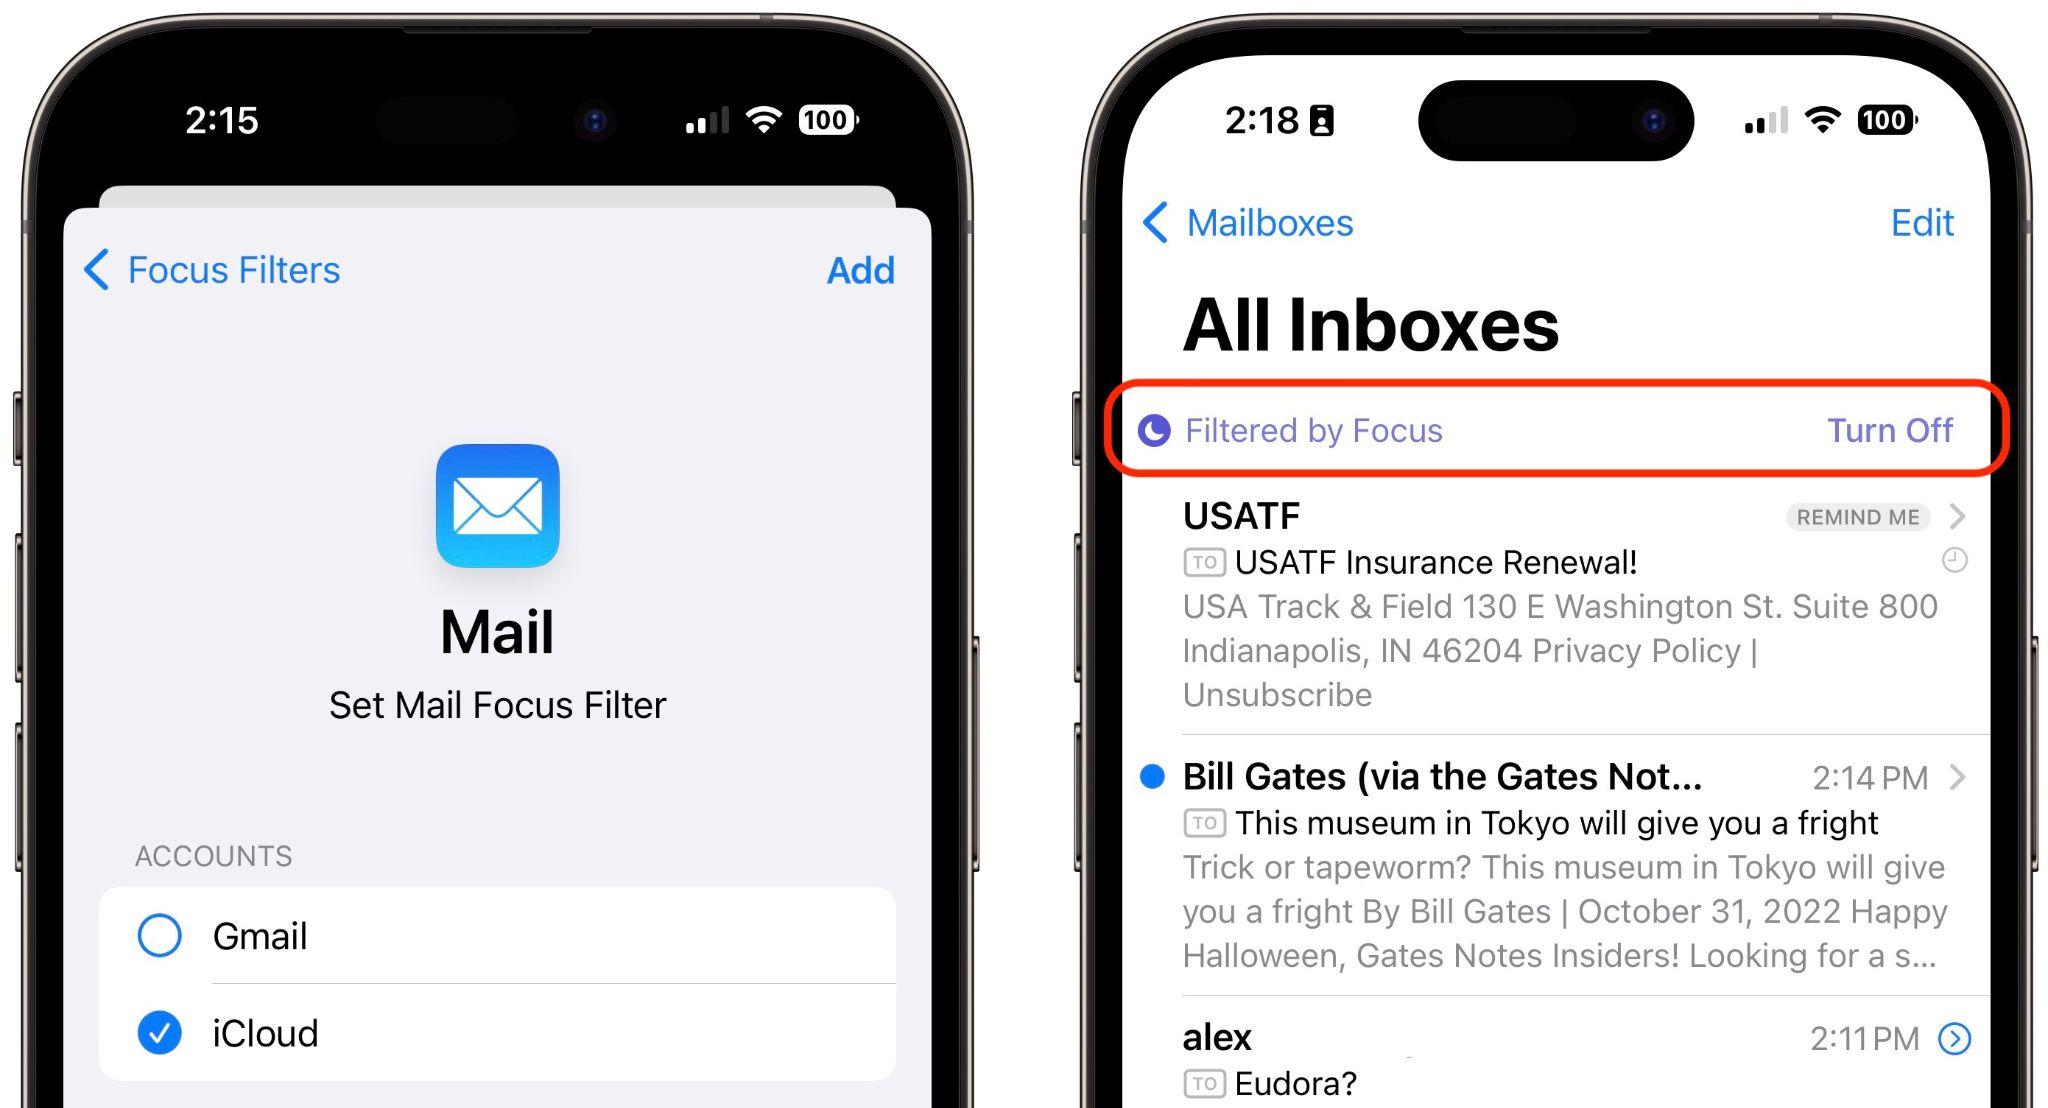 2:15
100
Focus Filters
Add
Mail
Set Mail Focus Filter
ACCOUNTS
Gmail
iCloud
2:18
100
Mailboxes
Edit
All Inboxes
Filtered by Focus
Turn Off
USATF
REMIND ME
TO USATF Insurance Renewal!
USA Track & Field 130 E Washington St. Suite 800
Indianapolis, IN 46204 Privacy Policy |
Unsubscribe
Bill Gates (via the Gates Not...
2:14 PM
TO This museum in Tokyo will give you a fright
Trick or tapeworm? This museum in Tokyo will give
you a fright By Bill Gates | October 31, 2022 Happy
Halloween, Gates Notes Insiders! Looking for a s...
alex
2:11 PM
TO Eudora?